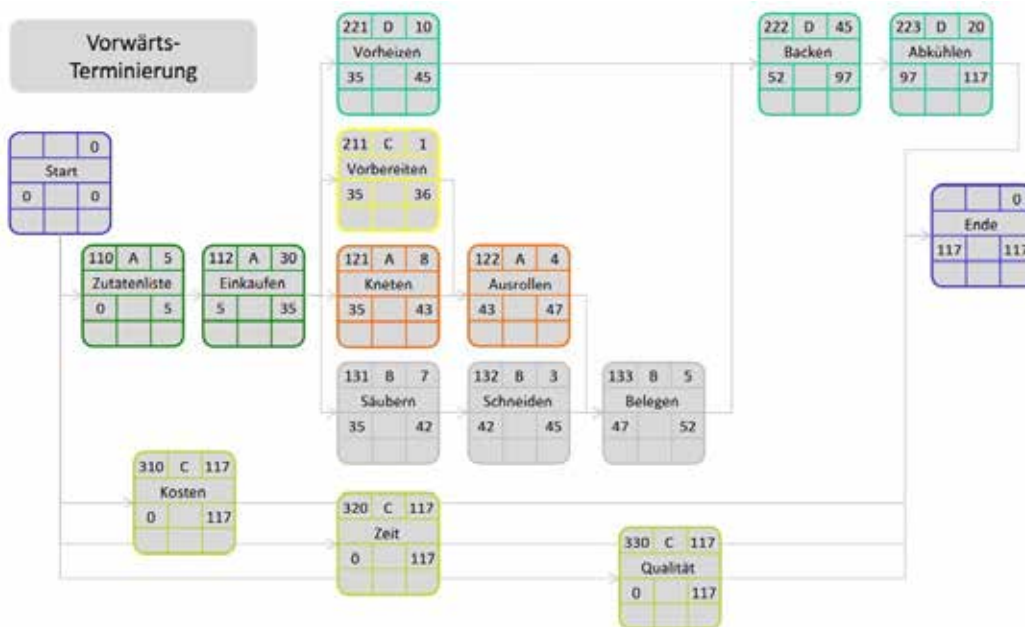 Vorwärts-
Terminierung
221 D 10
Vorheizen
35 45
222 D 45
Backen
52 97
223 D 20
Abkühlen
97 117
211 C 1
Vorbereiten
35 36
0
Start
0 0
0
Ende
117 117
110 A 5
Zutatenliste
0 5
112 A 30
Einkaufen
5 35
121 A 8
Kneten
35 43
122 A 4
Ausrollen
43 47
131 B 7
Säubern
35 42
132 B 3
Schneiden
42 45
133 B 5
Belegen
47 52
310 C 117
Kosten
0 117
320 C 117
Zeit
0 117
330 C 117
Qualität
0 117